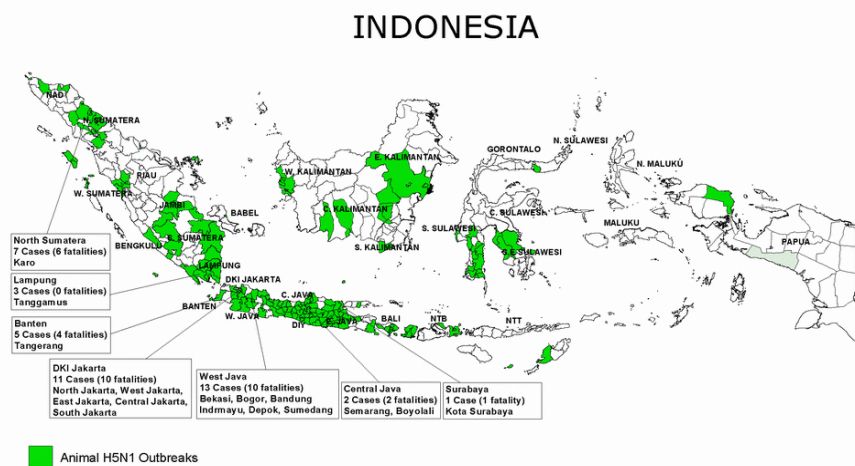 INDONESIA
NAD
N. SUMATERA
RIAU
W. SUMATERA
JAMBI
BABEL
S. SUMATERA
BENGKULU
LAMPUNG
W. KALIMANTAN
E. KALIMANTAN
C. KALIMANTAN
S. KALIMANTAN
GORONTALO
N. SULAWESI
C. SULAWESI
S. SULAWESI
S.E SULAWESI
N. MALUKU
MALUKU
PAPUA
DKI JAKARTA
BANTEN
W. JAVA
C. JAVA
DIY
E. JAVA
BALI
NTB
NTT
North Sumatera
7 Cases (6 fatalities)
Karo
Lampung
3 Cases (0 fatalities)
Tanggamus
Banten
5 Cases (4 fatalities)
Tangerang
DKI Jakarta
11 Cases (10 fatalities)
North Jakarta, West Jakarta,
East Jakarta, Central Jakarta,
South Jakarta
West Java
13 Cases (10 fatalities)
Bekasi, Bogor, Bandung
Indrmayu, Depok, Sumedang
Central Java
2 Cases (2 fatalities)
Semarang, Boyolali
Surabaya
1 Case (1 fatality)
Kota Surabaya
Animal H5N1 Outbreaks